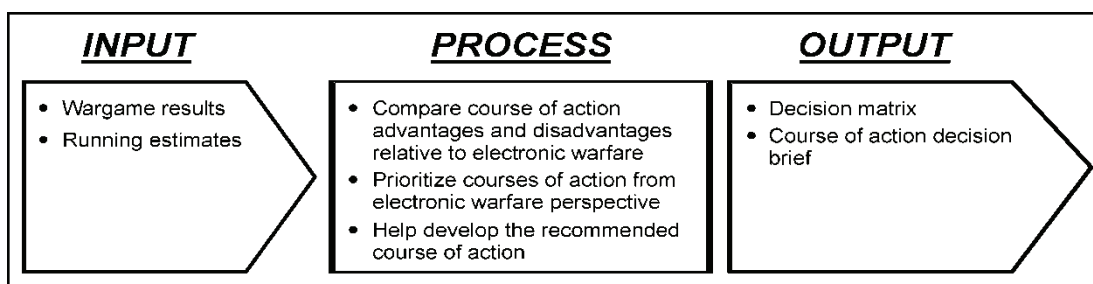 INPUT
• Wargame results
• Running estimates
PROCESS
• Compare course of action
advantages and disadvantages
relative to electronic warfare
• Prioritize courses of action from
electronic warfare perspective
• Help develop the recommended
course of action
OUTPUT
• Decision matrix
• Course of action decision
brief